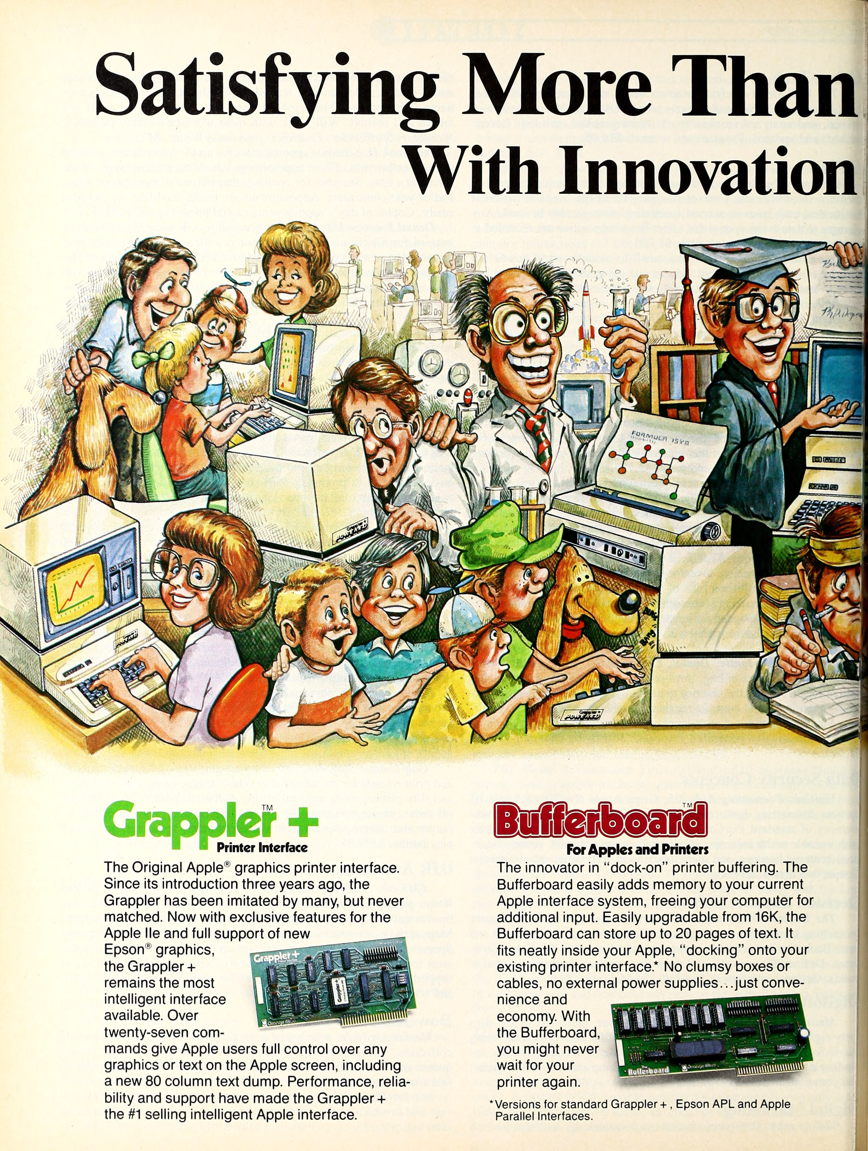 Satisfying More Than
With Innovation
Ph.D. Degree
FORMULA
Grappler™ +
Printer Interface
The Original Apple® graphics printer interface.
Since its introduction three years ago, the
Grappler has been imitated by many, but never
matched. Now with exclusive features for the
Apple IIe and full support of new
Epson® graphics,
the Grappler +
remains the most
intelligent interface
available. Over
twenty-seven com-
mands give Apple users full control over any
graphics or text on the Apple screen, including
a new 80 column text dump. Performance, relia-
bility and support have made the Grappler +
the #1 selling intelligent Apple interface.
Grappler +
Bufferboard™
For Apples and Printers
The innovator in “dock-on” printer buffering. The
Bufferboard easily adds memory to your current
Apple interface system, freeing your computer for
additional input. Easily upgradable from 16K, the
Bufferboard can store up to 20 pages of text. It
fits neatly inside your Apple, “docking” onto your
existing printer interface.* No clumsy boxes or
cables, no external power supplies...just conve-
nience and
economy. With
the Bufferboard,
you might never
wait for your
printer again.
Bufferboard
*Versions for standard Grappler +, Epson APL and Apple
Parallel Interfaces.